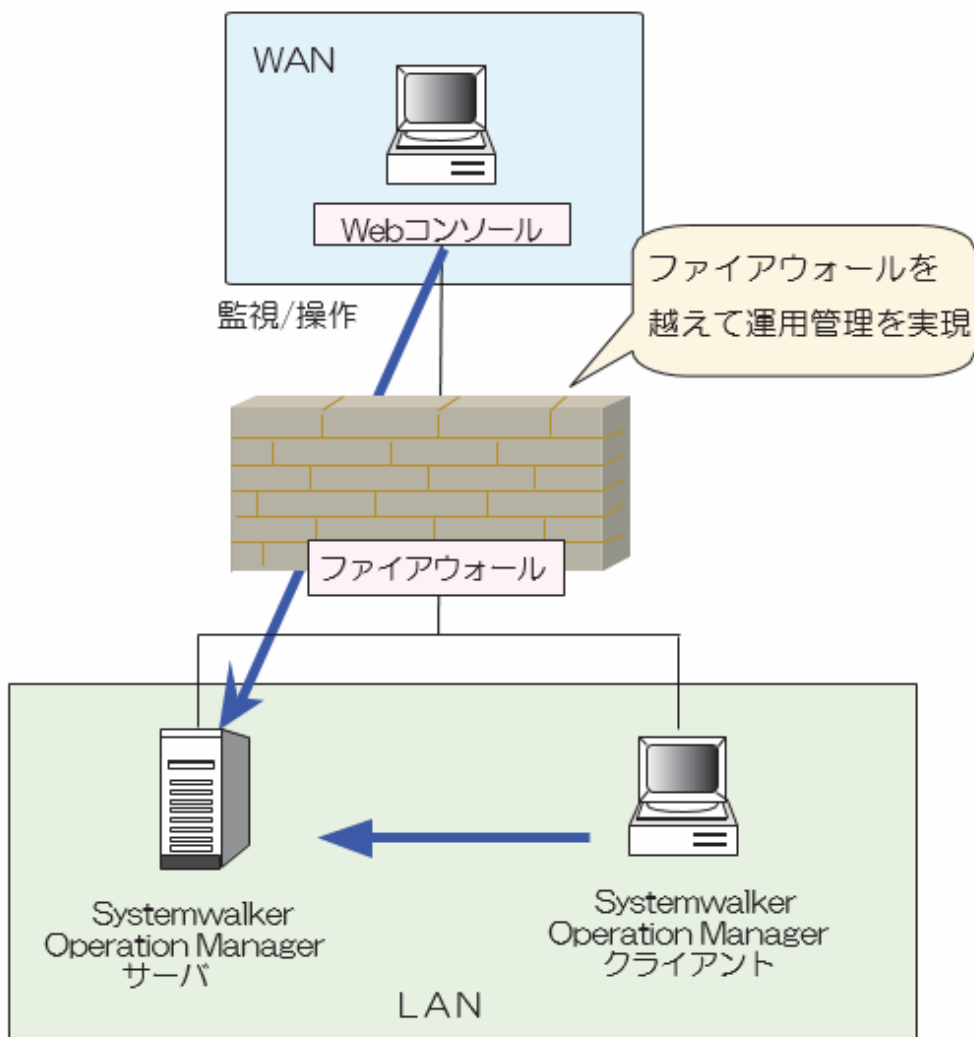 WAN
Webコンソール
監視/操作
ファイアウォールを
越えて運用管理を実現
ファイアウォール
Systemwalker
Operation Manager
サーバ
Systemwalker
Operation Manager
クライアント
LAN